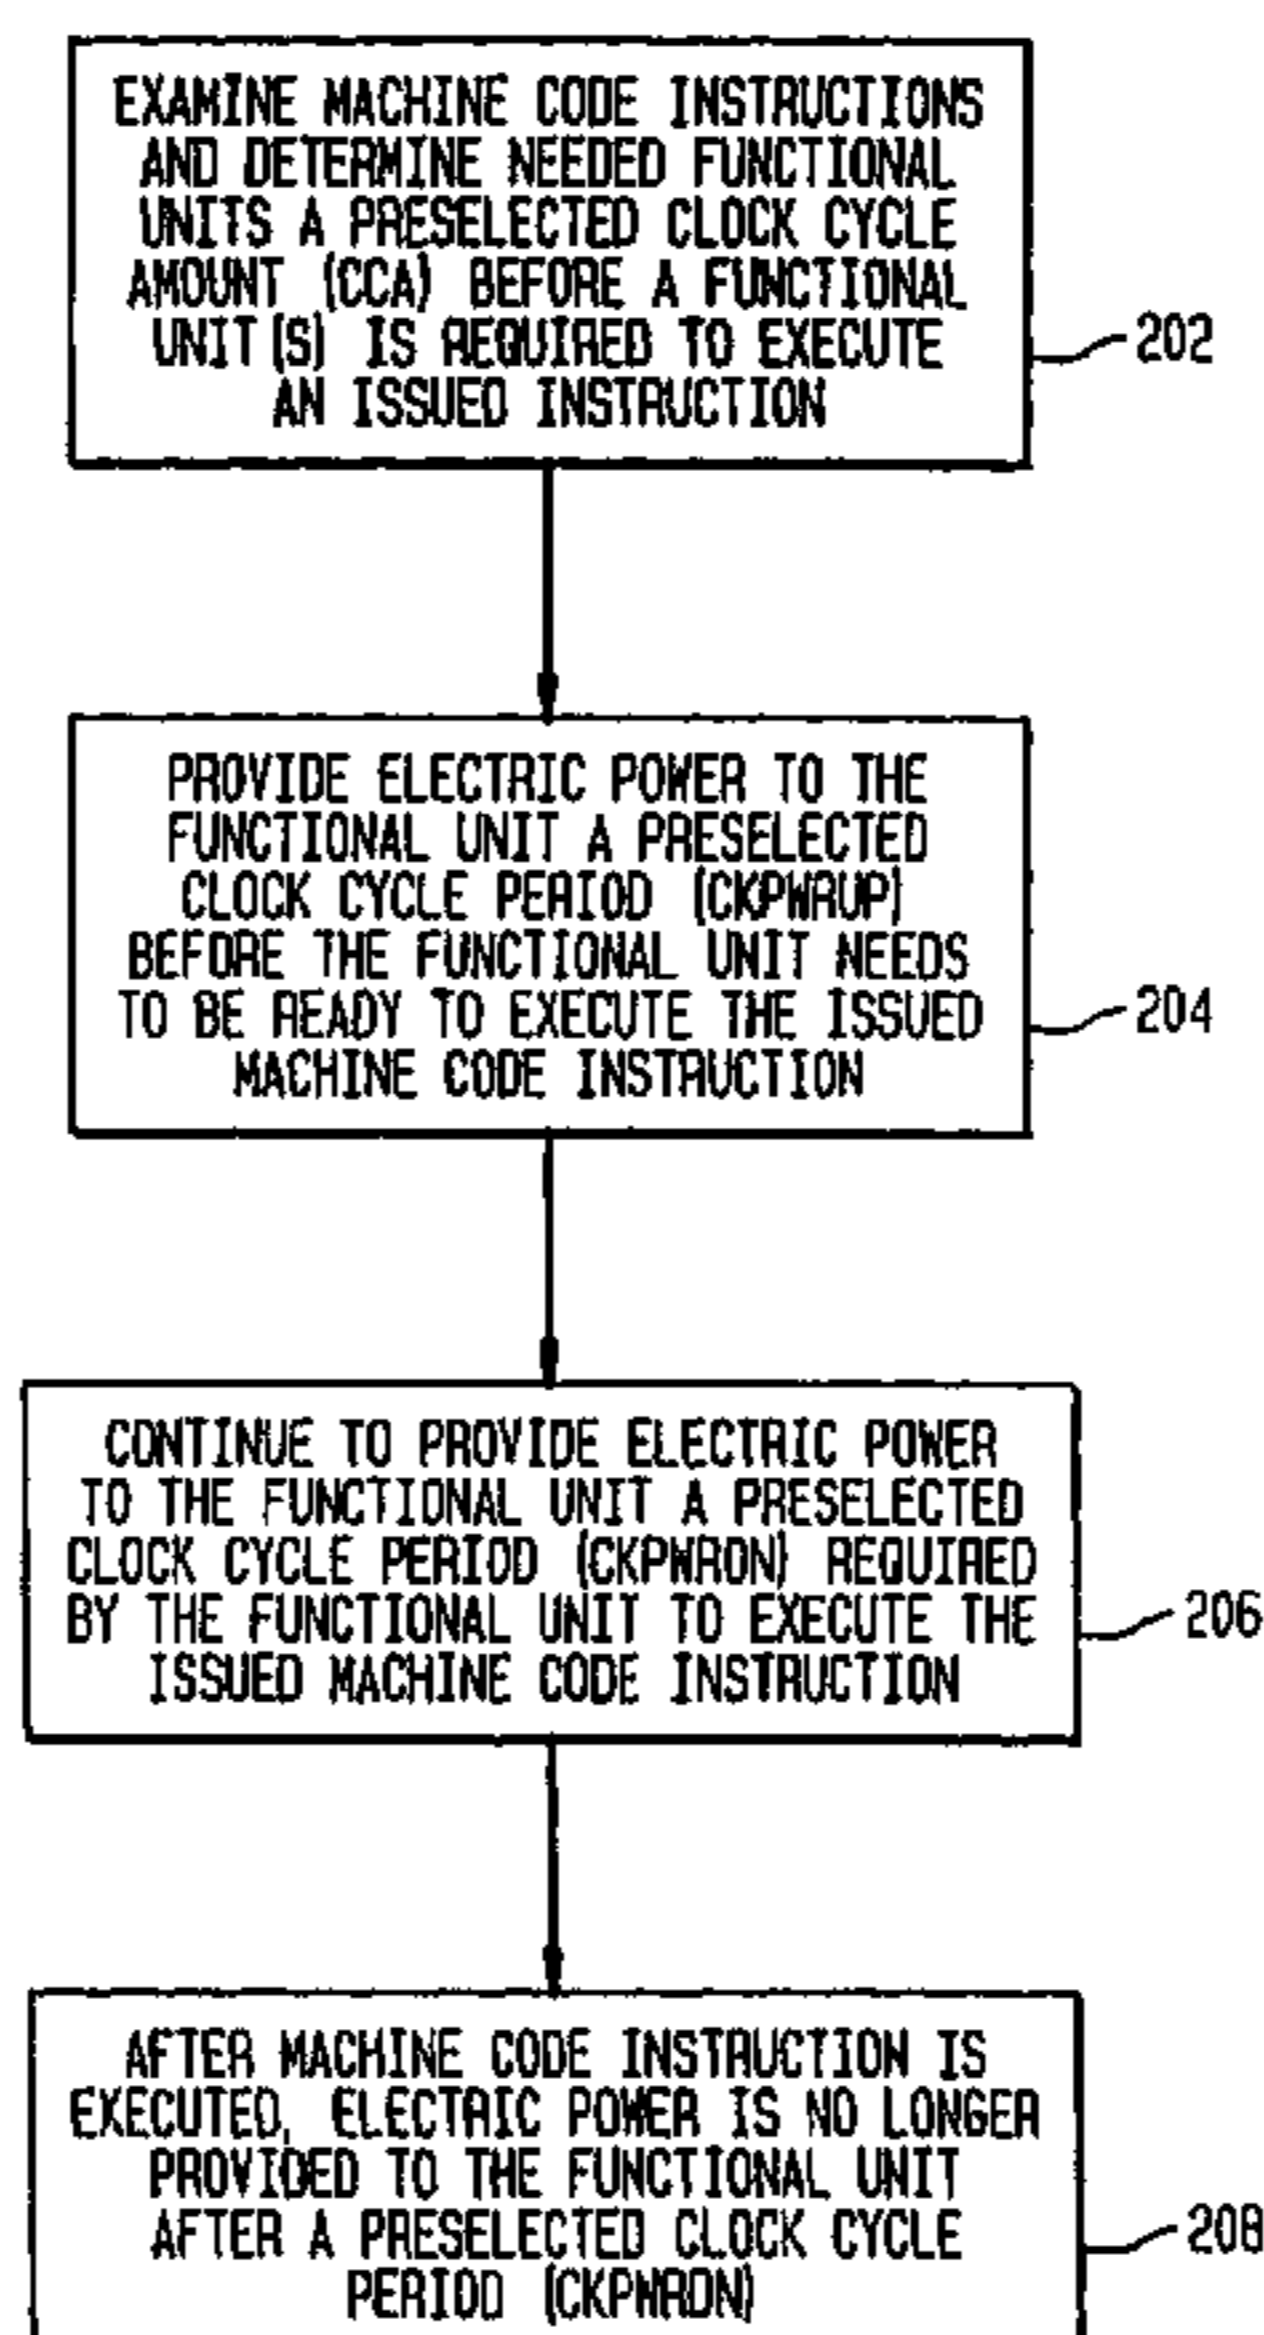 EXAMINE MACHINE CODE INSTRUCTIONS
AND DETERMINE NEEDED FUNCTIONAL
UNITS A PRESELECTED CLOCK CYCLE
AMOUNT (CCA) BEFORE A FUNCTIONAL
UNIT(S) IS REQUIRED TO EXECUTE
AN ISSUED INSTRUCTION
202
PROVIDE ELECTRIC POWER TO THE
FUNCTIONAL UNIT A PRESELECTED
CLOCK CYCLE PERIOD (CKPWRUP)
BEFORE THE FUNCTIONAL UNIT NEEDS
TO BE READY TO EXECUTE THE ISSUED
MACHINE CODE INSTRUCTION
204
CONTINUE TO PROVIDE ELECTRIC POWER
TO THE FUNCTIONAL UNIT A PRESELECTED
CLOCK CYCLE PERIOD (CKPWRON) REQUIRED
BY THE FUNCTIONAL UNIT TO EXECUTE THE
ISSUED MACHINE CODE INSTRUCTION
206
AFTER MACHINE CODE INSTRUCTION IS
EXECUTED, ELECTRIC POWER IS NO LONGER
PROVIDED TO THE FUNCTIONAL UNIT
AFTER A PRESELECTED CLOCK CYCLE
PERIOD (CKPWRDN)
208